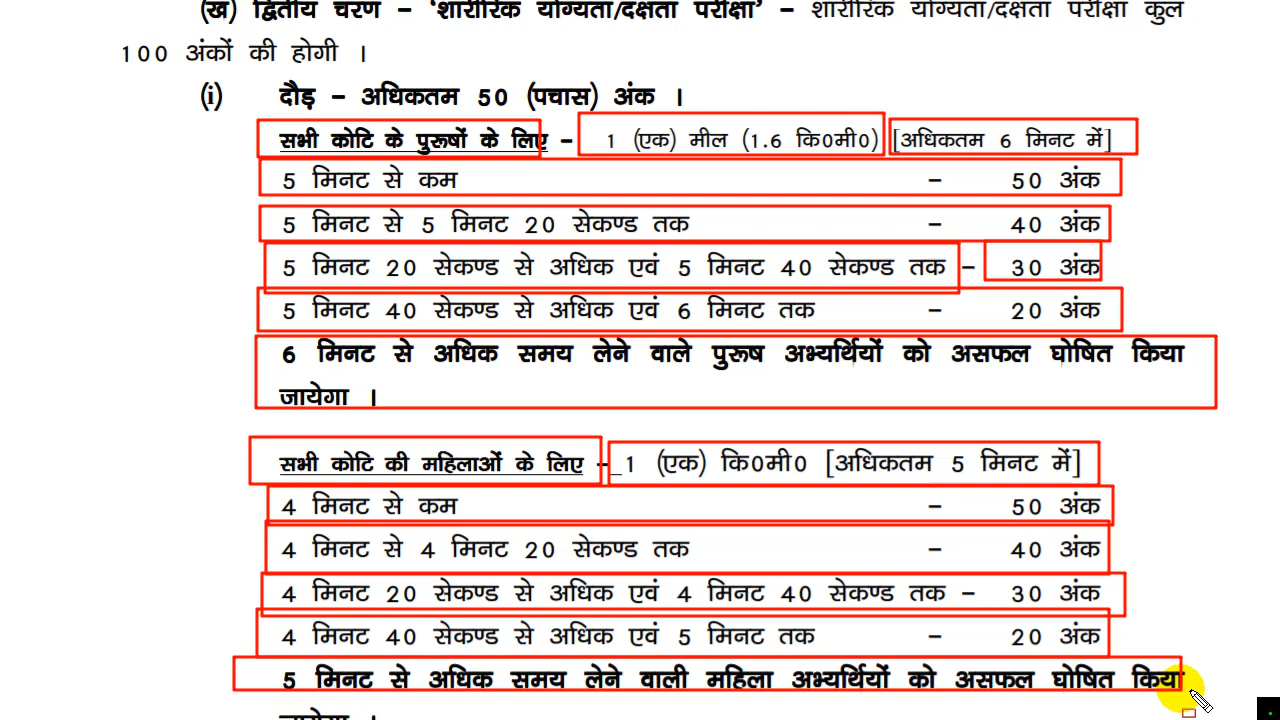 (ख) द्वितीय चरण – 'शारीरिक योग्यता/दक्षता परीक्षा' – शारीरिक योग्यता/दक्षता परीक्षा कुल
100 अंकों की होगी ।
(i) दौड़ – अधिकतम 50 (पचास) अंक ।
सभी कोटि के पुरूषों के लिए – 1 (एक) मील (1.6 कि0मी0) [अधिकतम 6 मिनट में]
5 मिनट से कम – 50 अंक
5 मिनट से 5 मिनट 20 सेकण्ड तक – 40 अंक
5 मिनट 20 सेकण्ड से अधिक एवं 5 मिनट 40 सेकण्ड तक – 30 अंक
5 मिनट 40 सेकण्ड से अधिक एवं 6 मिनट तक – 20 अंक
6 मिनट से अधिक समय लेने वाले पुरूष अभ्यर्थियों को असफल घोषित किया
जायेगा ।
सभी कोटि की महिलाओं के लिए – 1 (एक) कि0मी0 [अधिकतम 5 मिनट में]
4 मिनट से कम – 50 अंक
4 मिनट से 4 मिनट 20 सेकण्ड तक – 40 अंक
4 मिनट 20 सेकण्ड से अधिक एवं 4 मिनट 40 सेकण्ड तक – 30 अंक
4 मिनट 40 सेकण्ड से अधिक एवं 5 मिनट तक – 20 अंक
5 मिनट से अधिक समय लेने वाली महिला अभ्यर्थियों को असफल घोषित किया